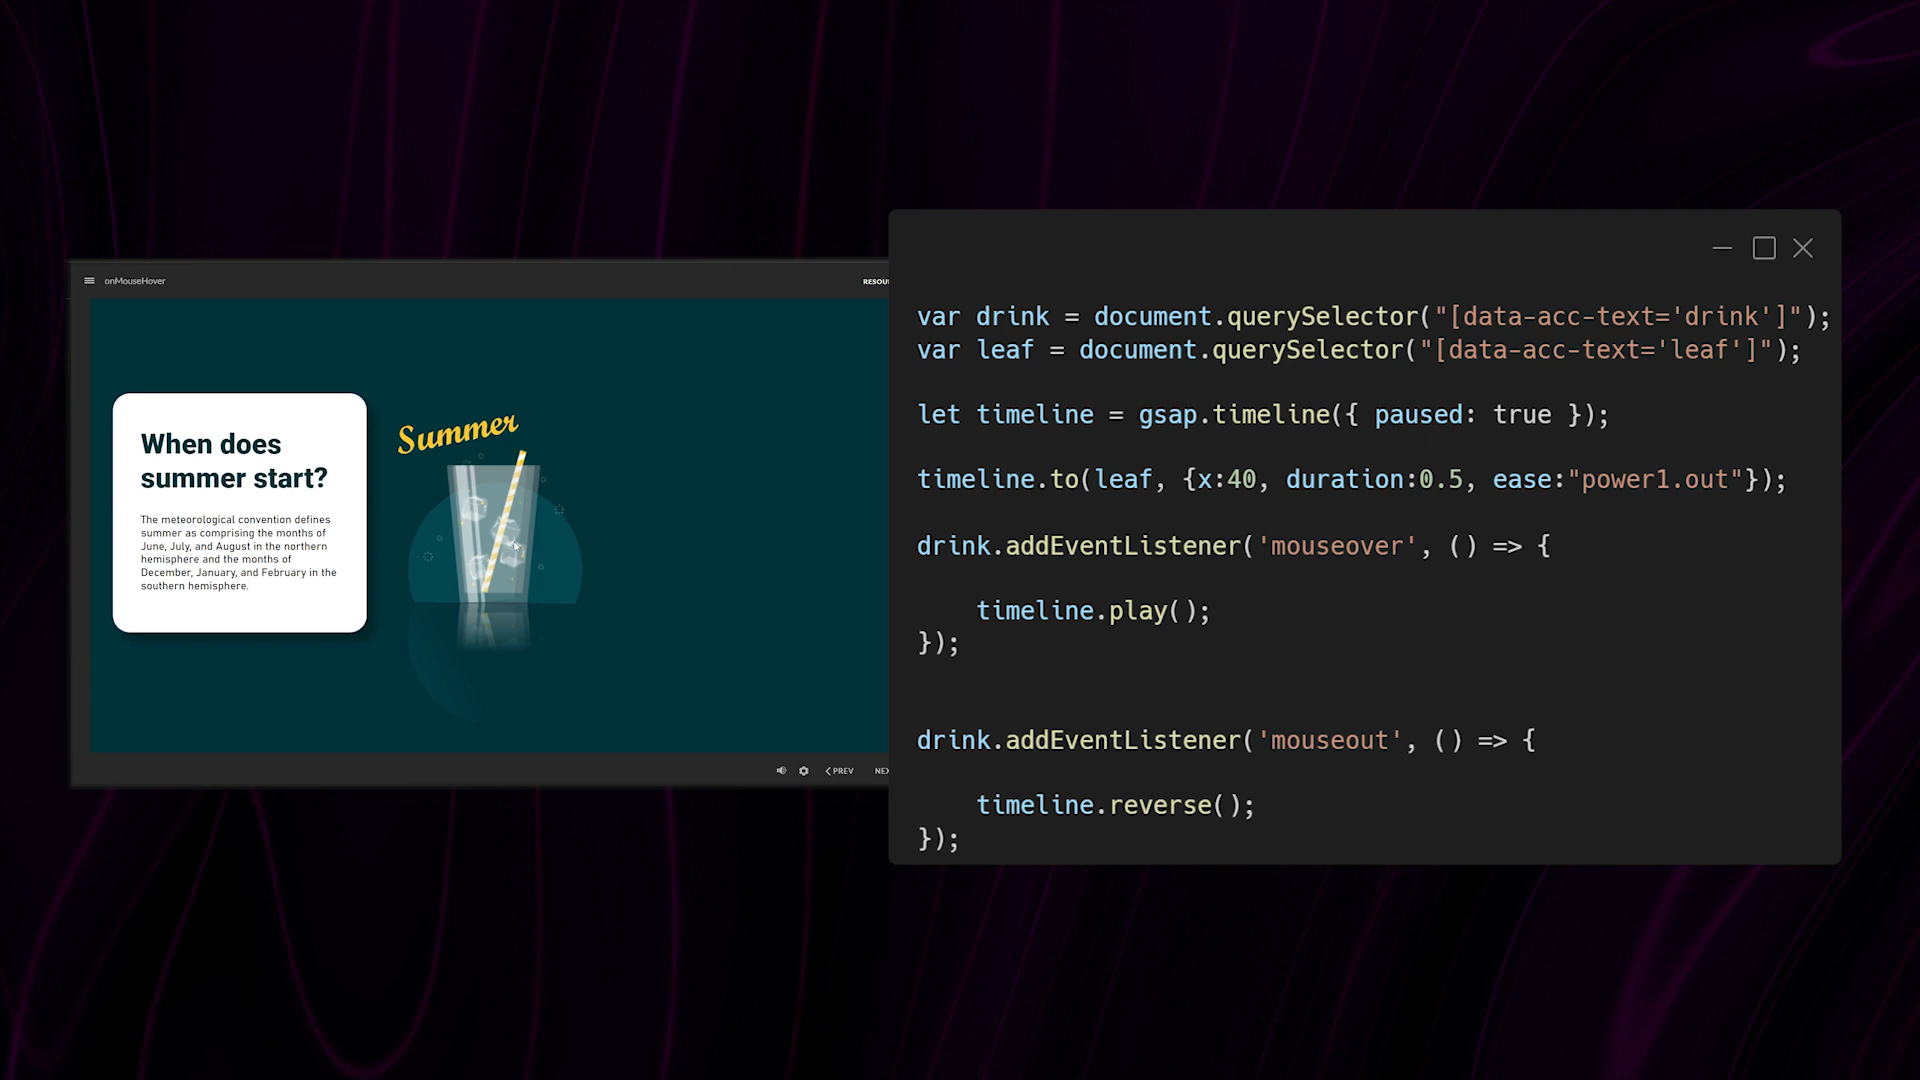 onMouseHover
RESOU
Summer
When does
summer start?
The meteorological convention defines
summer as comprising the months of
June, July, and August in the northern
hemisphere and the months of
December, January, and February in the
southern hemisphere.
PREV
NEX
var drink = document.querySelector("[data-acc-text='drink']");
var leaf = document.querySelector("[data-acc-text='leaf']");
let timeline = gsap.timeline({ paused: true });
timeline.to(leaf, {x:40, duration:0.5, ease:"power1.out"});
drink.addEventListener('mouseover', () => {
timeline.play();
});
drink.addEventListener('mouseout', () => {
timeline.reverse();
});